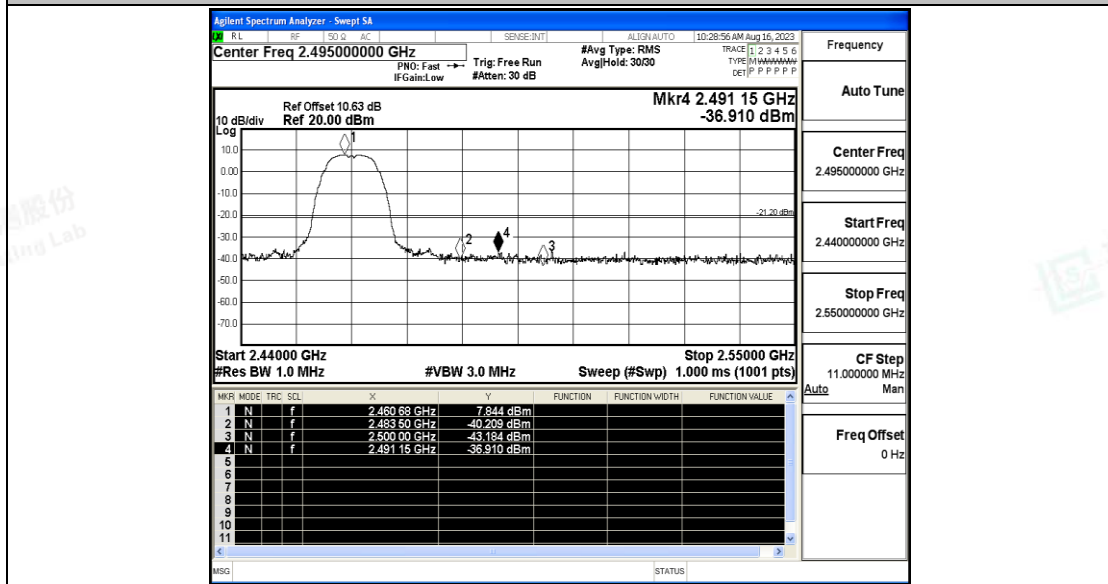 Agilent Spectrum Analyzer - Swept SA
RL RF 50 Ω AC SENSE:INT ALIGN AUTO 10:28:56 AM Aug 16, 2023
Center Freq 2.495000000 GHz
PNO: Fast
IFGain:Low
Trig: Free Run
#Atten: 30 dB
#Avg Type: RMS
Avg|Hold: 30/30
TRACE 1 2 3 4 5 6
TYPE M W W W W W
DET P P P P P P
Frequency
Auto Tune
Center Freq
2.495000000 GHz
Start Freq
2.440000000 GHz
Stop Freq
2.550000000 GHz
CF Step
11.000000 MHz
Auto Man
Freq Offset
0 Hz
Mkr4 2.491 15 GHz
-36.910 dBm
Ref Offset 10.63 dB
10 dB/div Ref 20.00 dBm
Log
10.0
0.00
-10.0
-20.0
-30.0
-40.0
-50.0
-60.0
-70.0
1
2
4
3
-21.20 dBm
Start 2.44000 GHz Stop 2.55000 GHz
#Res BW 1.0 MHz #VBW 3.0 MHz Sweep (#Swp) 1.000 ms (1001 pts)
MKR MODE TRC SCL X Y FUNCTION FUNCTION WIDTH FUNCTION VALUE
1 N f 2.460 68 GHz 7.844 dBm
2 N f 2.483 50 GHz -40.209 dBm
3 N f 2.500 00 GHz -43.184 dBm
4 N f 2.491 15 GHz -36.910 dBm
5
6
7
8
9
10
11
MSG STATUS
股份
Lab